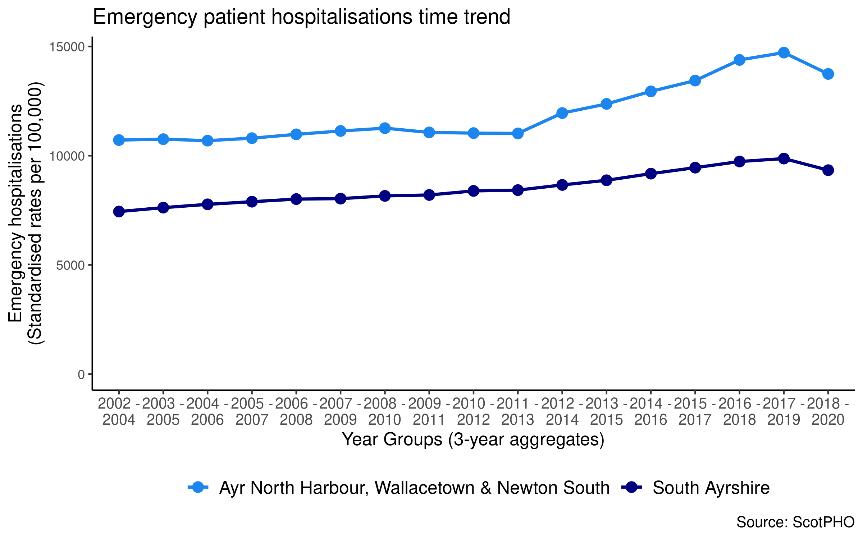 Emergency patient hospitalisations time trend
Emergency hospitalisations
(Standardised rates per 100,000)
15000
10000
5000
0
2002 - 2003 - 2004 - 2005 - 2006 - 2007 - 2008 - 2009 - 2010 - 2011 - 2012 - 2013 - 2014 - 2015 - 2016 - 2017 - 2018 -
2004 2005 2006 2007 2008 2009 2010 2011 2012 2013 2014 2015 2016 2017 2018 2019 2020
Year Groups (3-year aggregates)
Ayr North Harbour, Wallacetown & Newton South South Ayrshire
Source: ScotPHO